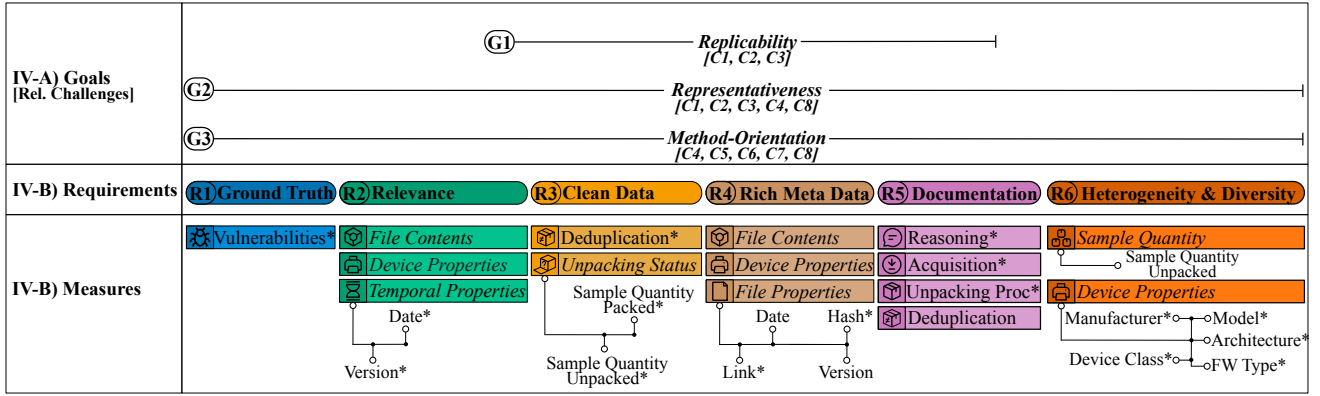 IV-A) Goals
[Rel. Challenges]
G1
Replicability
[C1, C2, C3]
G2
Representativeness
[C1, C2, C3, C4, C8]
G3
Method-Orientation
[C4, C5, C6, C7, C8]
IV-B) Requirements
R1 Ground Truth
R2 Relevance
R3 Clean Data
R4 Rich Meta Data
R5 Documentation
R6 Heterogeneity & Diversity
IV-B) Measures
Vulnerabilities*
File Contents
Device Properties
Temporal Properties
Date*
Version*
Deduplication*
Unpacking Status
Sample Quantity
Packed*
Sample Quantity
Unpacked*
File Contents
Device Properties
File Properties
Date
Hash*
Link*
Version
Reasoning*
Acquisition*
Unpacking Proc*
Deduplication
Sample Quantity
Sample Quantity
Unpacked
Device Properties
Manufacturer*
Model*
Architecture*
Device Class*
FW Type*